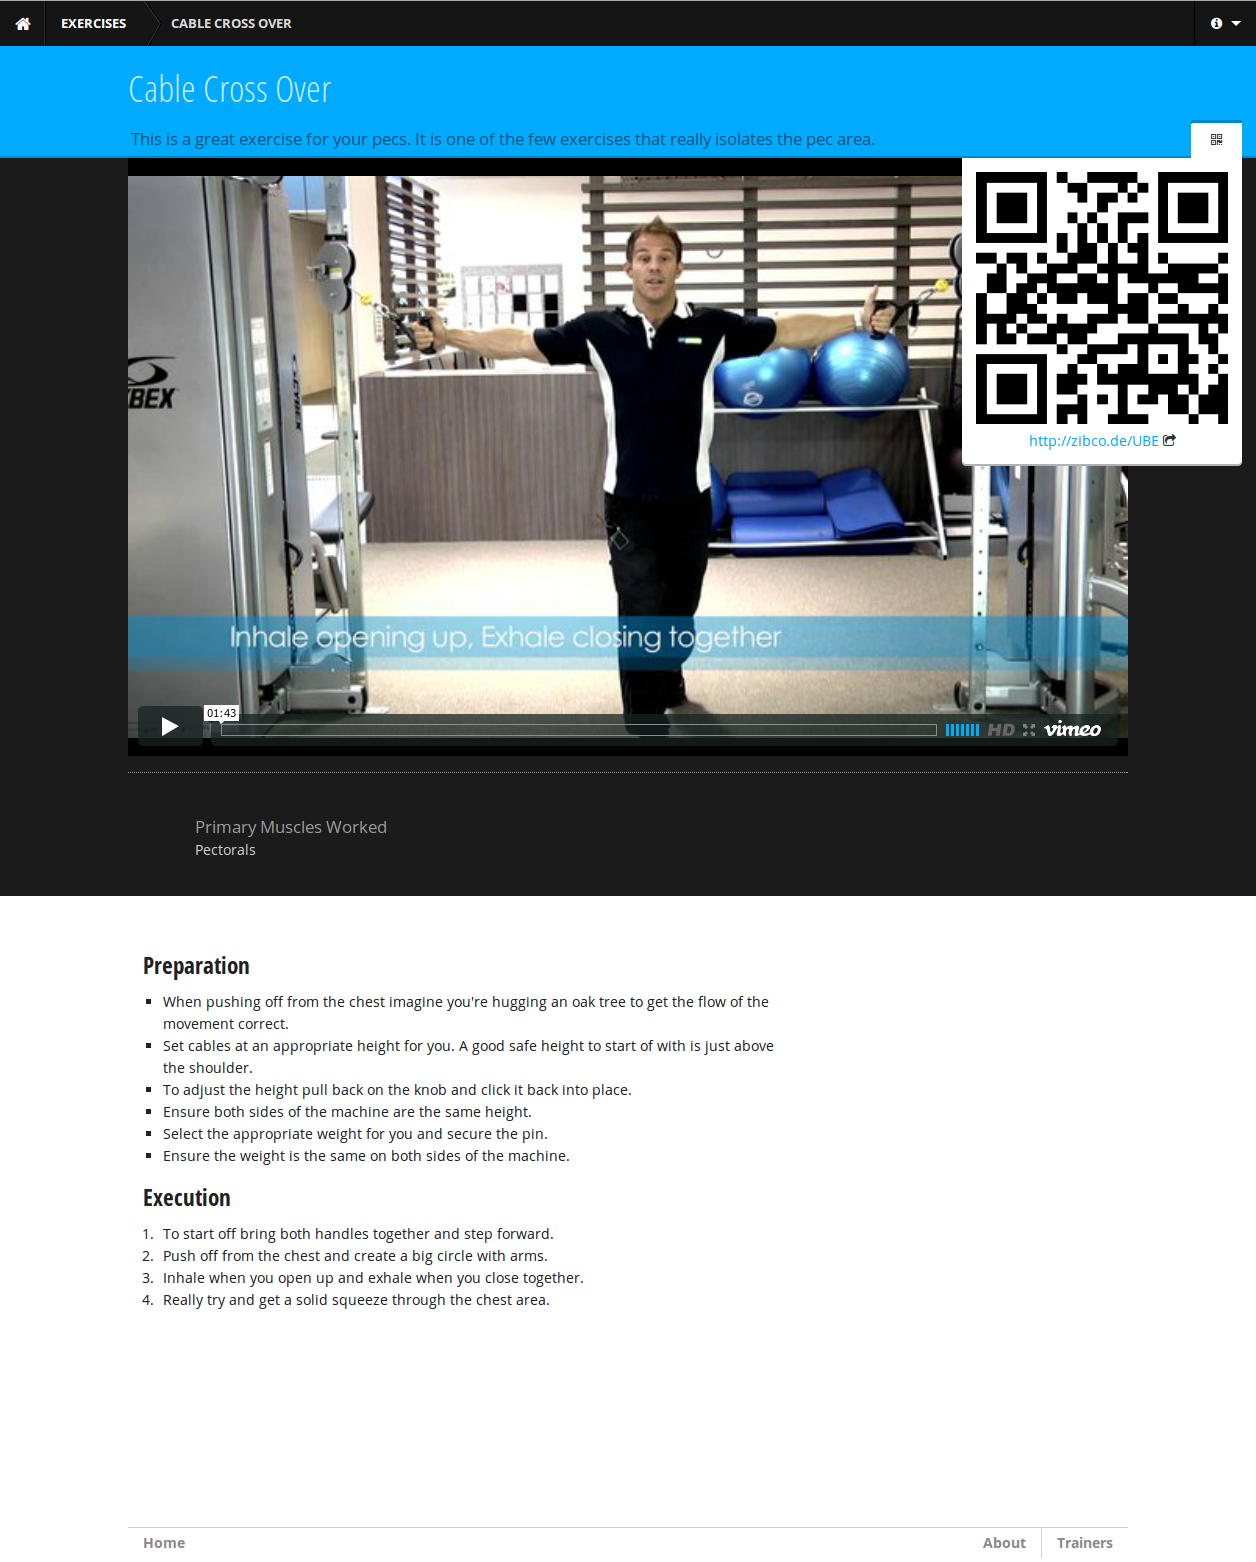 EXERCISES
CABLE CROSS OVER
Cable Cross Over
This is a great exercise for your pecs. It is one of the few exercises that really isolates the pec area.
http://zibco.de/UBE
YBEX
Inhale opening up, Exhale closing together
01:43
HD
vimeo
Primary Muscles Worked
Pectorals
Preparation
When pushing off from the chest imagine you're hugging an oak tree to get the flow of the
movement correct.
Set cables at an appropriate height for you. A good safe height to start of with is just above
the shoulder.
To adjust the height pull back on the knob and click it back into place.
Ensure both sides of the machine are the same height.
Select the appropriate weight for you and secure the pin.
Ensure the weight is the same on both sides of the machine.
Execution
1. To start off bring both handles together and step forward.
2. Push off from the chest and create a big circle with arms.
3. Inhale when you open up and exhale when you close together.
4. Really try and get a solid squeeze through the chest area.
Home
About
Trainers